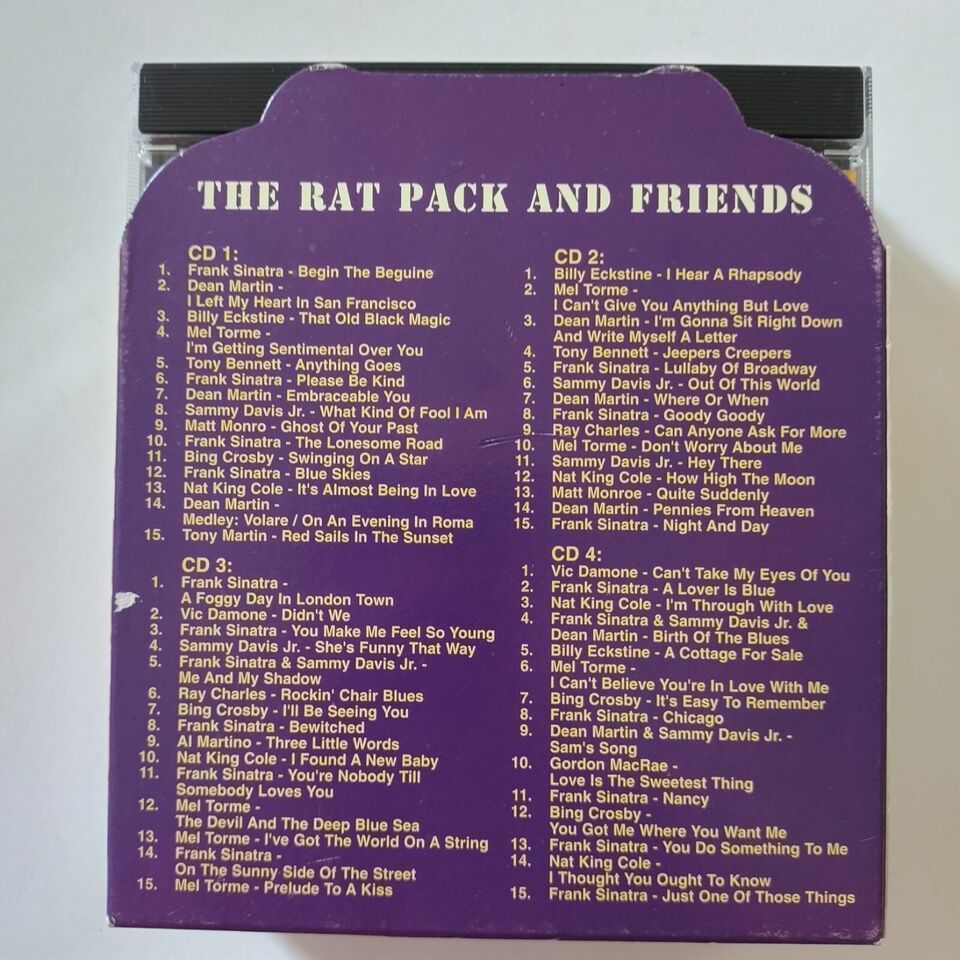 THE RAT PACK AND FRIENDS
CD 1:
1. Frank Sinatra - Begin The Beguine
2. Dean Martin -
I Left My Heart In San Francisco
3. Billy Eckstine - That Old Black Magic
4. Mel Torme -
I'm Getting Sentimental Over You
5. Tony Bennett - Anything Goes
6. Frank Sinatra - Please Be Kind
7. Dean Martin - Embraceable You
8. Sammy Davis Jr. - What Kind Of Fool I Am
9. Matt Monro - Ghost Of Your Past
10. Frank Sinatra - The Lonesome Road
11. Bing Crosby - Swinging On A Star
12. Frank Sinatra - Blue Skies
13. Nat King Cole - It's Almost Being In Love
14. Dean Martin -
Medley: Volare / On An Evening In Roma
15. Tony Martin - Red Sails In The Sunset
CD 2:
1. Billy Eckstine - I Hear A Rhapsody
2. Mel Torme -
I Can't Give You Anything But Love
3. Dean Martin - I'm Gonna Sit Right Down
And Write Myself A Letter
4. Tony Bennett - Jeepers Creepers
5. Frank Sinatra - Lullaby Of Broadway
6. Sammy Davis Jr. - Out Of This World
7. Dean Martin - Where Or When
8. Frank Sinatra - Goody Goody
9. Ray Charles - Can Anyone Ask For More
10. Mel Torme - Don't Worry About Me
11. Sammy Davis Jr. - Hey There
12. Nat King Cole - How High The Moon
13. Matt Monroe - Quite Suddenly
14. Dean Martin - Pennies From Heaven
15. Frank Sinatra - Night And Day
CD 3:
1. Frank Sinatra -
A Foggy Day In London Town
2. Vic Damone - Didn't We
3. Frank Sinatra - You Make Me Feel So Young
4. Sammy Davis Jr. - She's Funny That Way
5. Frank Sinatra & Sammy Davis Jr. -
Me And My Shadow
6. Ray Charles - Rockin' Chair Blues
7. Bing Crosby - I'll Be Seeing You
8. Frank Sinatra - Bewitched
9. Al Martino - Three Little Words
10. Nat King Cole - I Found A New Baby
11. Frank Sinatra - You're Nobody Till
Somebody Loves You
12. Mel Torme -
The Devil And The Deep Blue Sea
13. Mel Torme - I've Got The World On A String
14. Frank Sinatra -
On The Sunny Side Of The Street
15. Mel Torme - Prelude To A Kiss
CD 4:
1. Vic Damone - Can't Take My Eyes Of You
2. Frank Sinatra - A Lover Is Blue
3. Nat King Cole - I'm Through With Love
4. Frank Sinatra & Sammy Davis Jr. &
Dean Martin - Birth Of The Blues
5. Billy Eckstine - A Cottage For Sale
6. Mel Torme -
I Can't Believe You're In Love With Me
7. Bing Crosby - It's Easy To Remember
8. Frank Sinatra - Chicago
9. Dean Martin & Sammy Davis Jr. -
Sam's Song
10. Gordon MacRae -
Love Is The Sweetest Thing
11. Frank Sinatra - Nancy
12. Bing Crosby -
You Got Me Where You Want Me
13. Frank Sinatra - You Do Something To Me
14. Nat King Cole -
I Thought You Ought To Know
15. Frank Sinatra - Just One Of Those Things